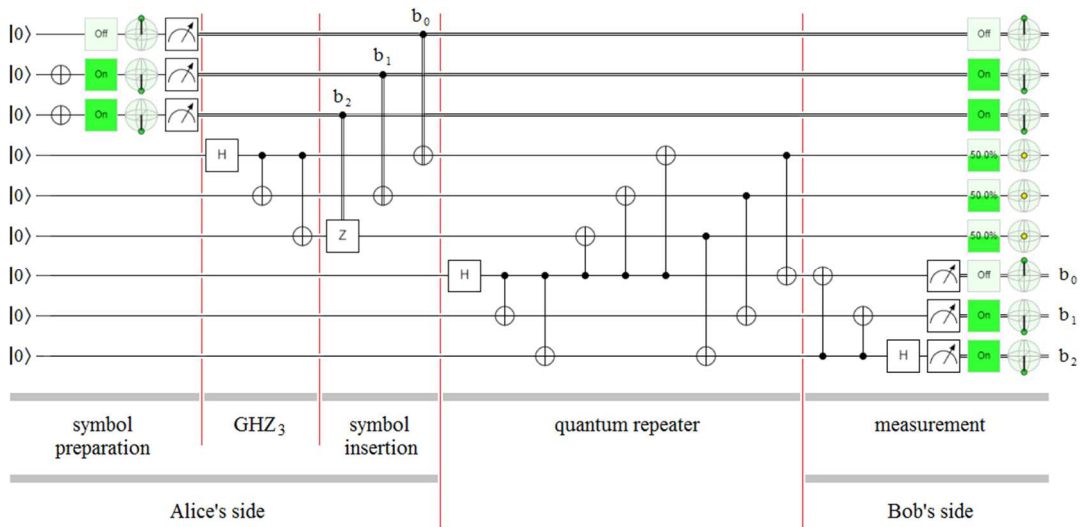 b0
|0⟩ Off Off
b1
|0⟩ On On
b2
|0⟩ On On
|0⟩ H 50.0%
|0⟩ 50.0%
|0⟩ Z 50.0%
|0⟩ H Off b0
|0⟩ On b1
|0⟩ H On b2
symbol preparation
GHZ3
symbol insertion
quantum repeater
measurement
Alice's side
Bob's side